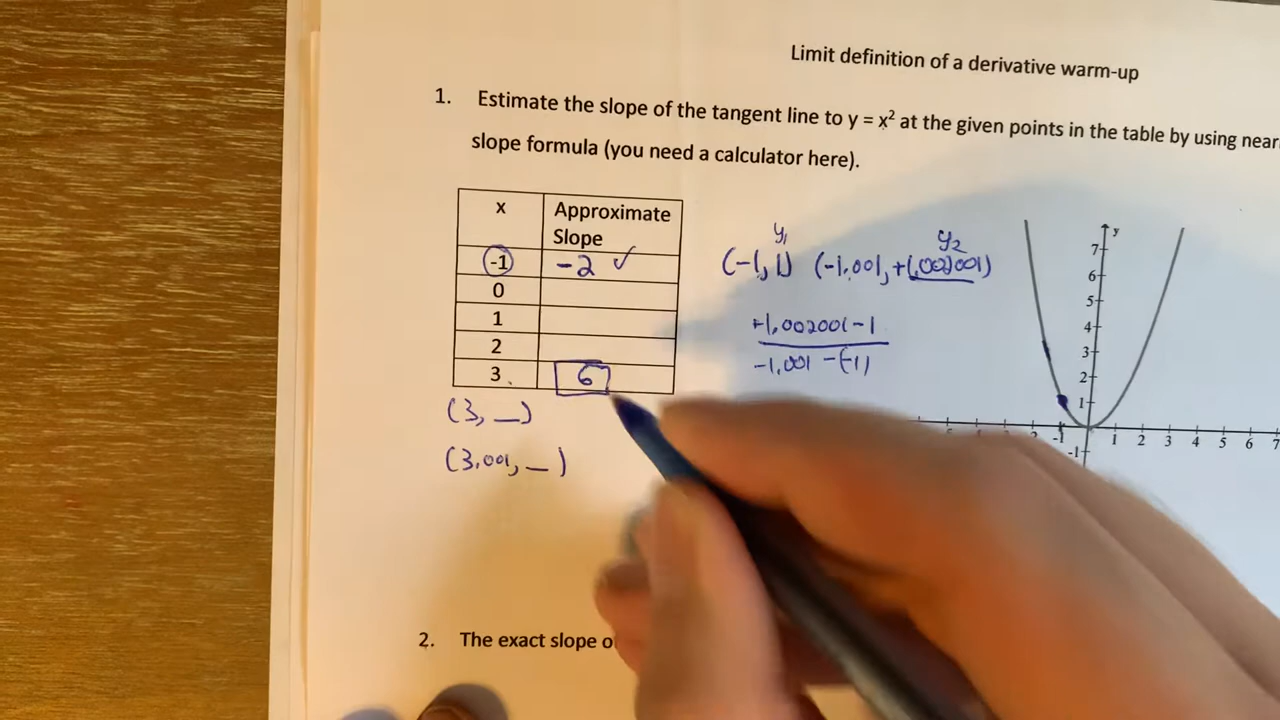 Limit definition of a derivative warm-up
1. Estimate the slope of the tangent line to y = x² at the given points in the table by using near
slope formula (you need a calculator here).
x Approximate Slope
-1 -2 ✓
0
1
2
3 6
(3, _)
(3.001, _)
y₁ y₂
(-1, 1) (-1.001, +1.002001)
+1.002001 - 1
-1.001 - (-1)
y
7
6
5
4
3
2
1
-1
-2 -1 1 2 3 4 5 6 7
2. The exact slope o